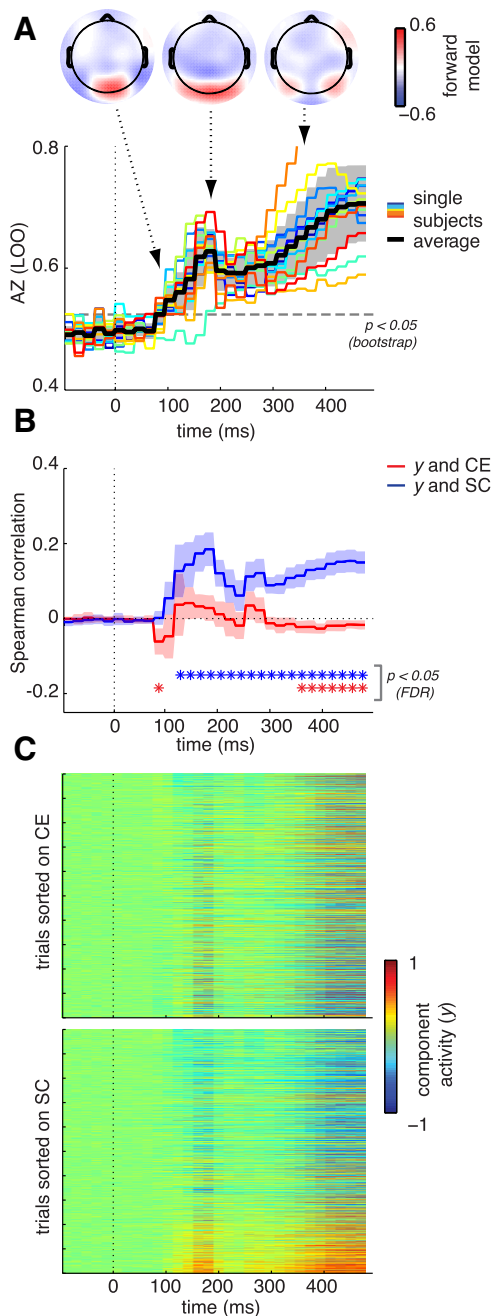 A
0.6
−0.6
forward
model
0.8
0.6
0.4
AZ (LOO)
single
subjects
average
p < 0.05
(bootstrap)
0
100
200
300
400
time (ms)
B
0.4
0.2
0
-0.2
Spearman correlation
y and CE
y and SC
p < 0.05
(FDR)
0
100
200
300
400
time (ms)
C
trials sorted on CE
trials sorted on SC
1
−1
component
activity (y)
0
100
200
300
400
time (ms)